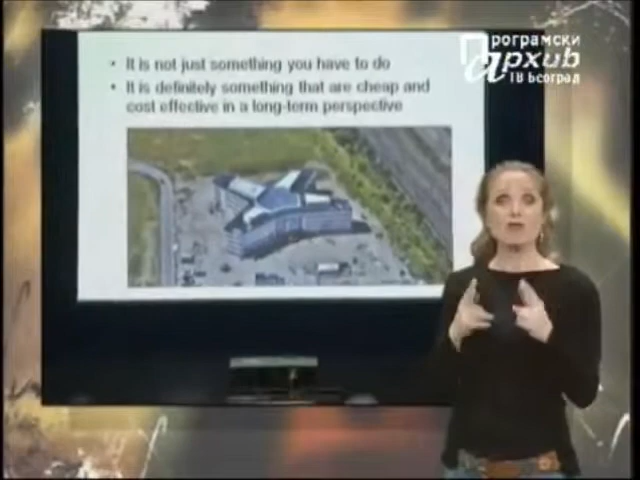 Програмски
архив
ТВ Београд
• It is not just something you have to do
• It is definitely something that are cheap and
cost effective in a long-term perspective